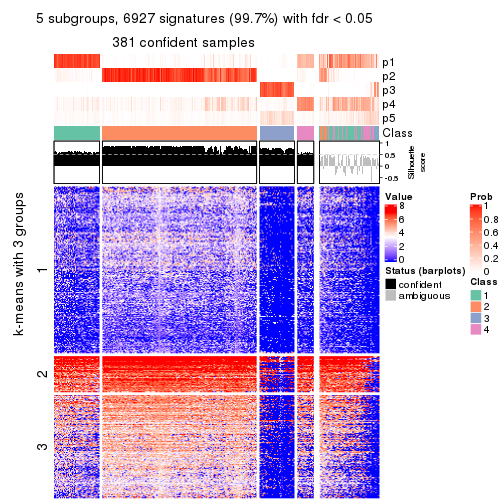 5 subgroups, 6927 signatures (99.7%) with fdr < 0.05
381 confident samples
p1
p2
p3
p4
p5
Class
1
0.5
0
-0.5
Silhouette
score
k-means with 3 groups
1
2
3
Value
8
6
4
2
0
Status (barplots)
confident
ambiguous
Prob
1
0.8
0.6
0.4
0.2
0
Class
1
2
3
4